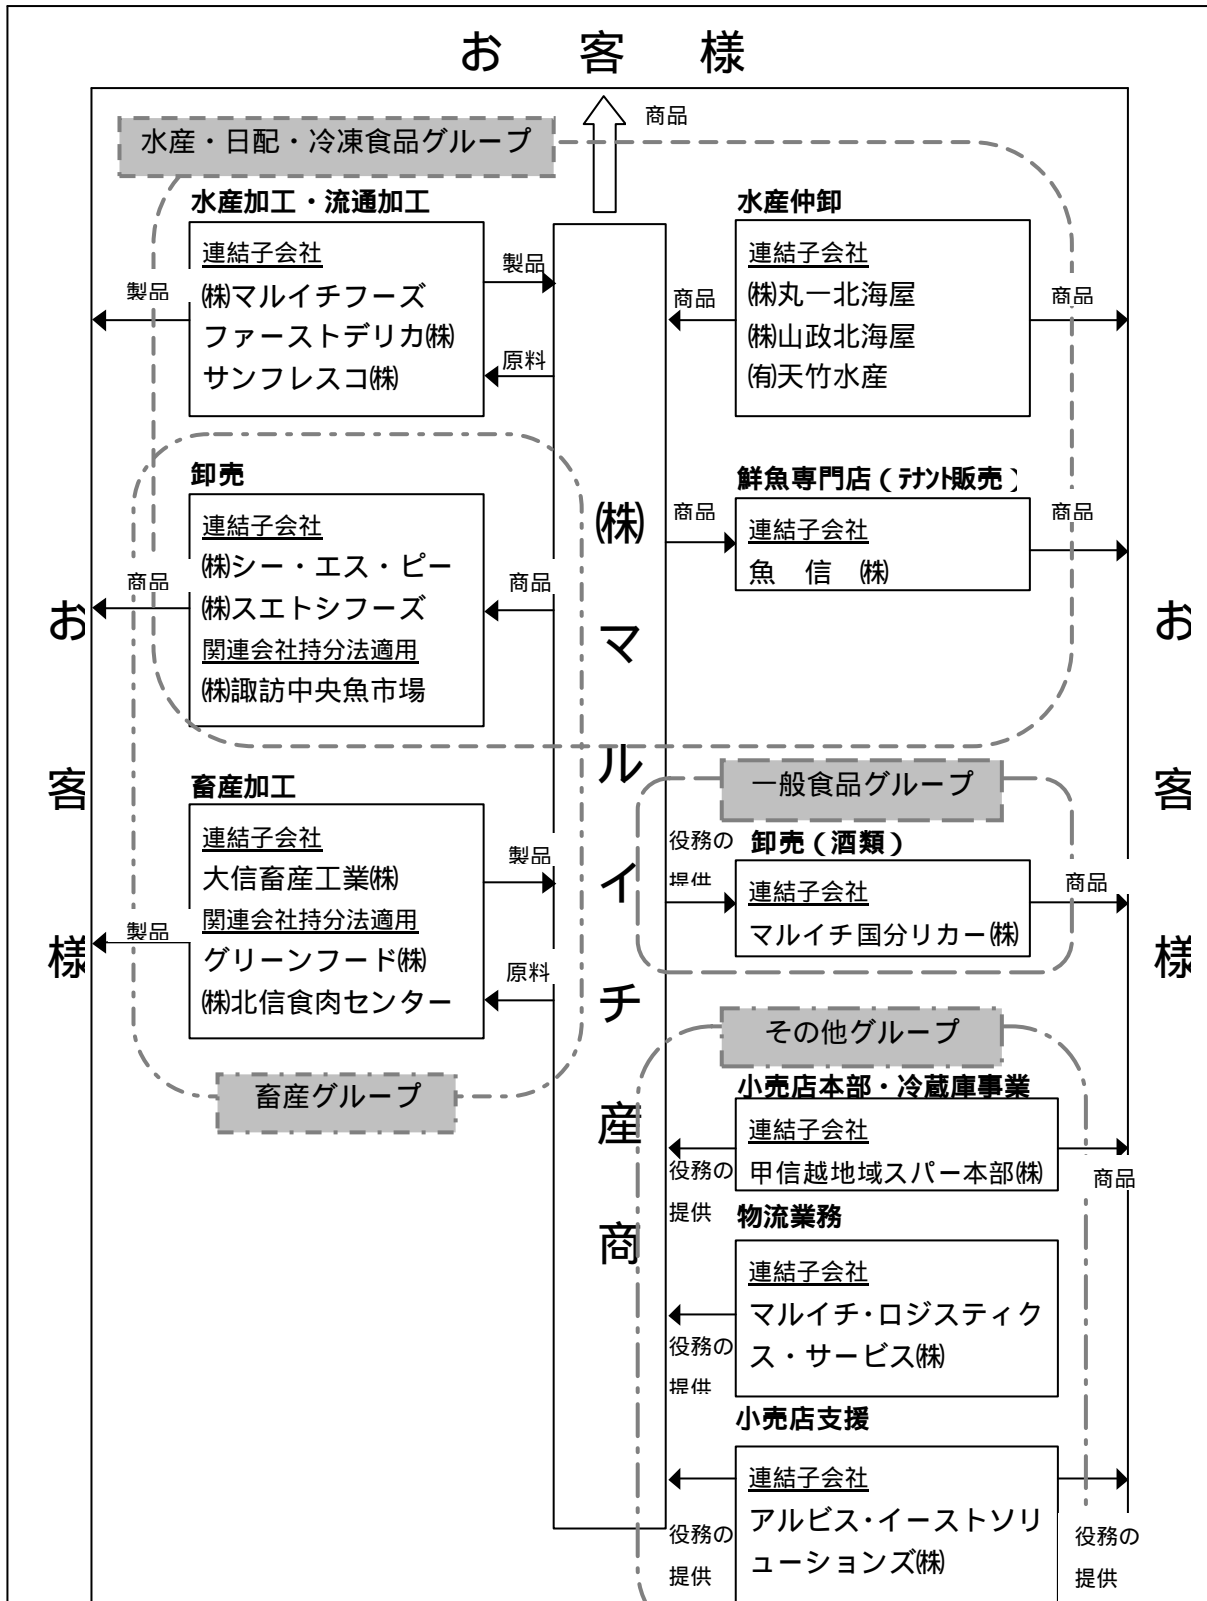 お 客 様
商品
水産・日配・冷凍食品グループ
水産加工・流通加工
連結子会社
㈱マルイチフーズ
ファーストデリカ㈱
サンフレスコ㈱
製品
製品
原料
水産仲卸
連結子会社
㈱丸一北海屋
㈱山政北海屋
㈲天竹水産
商品
商品
卸売
連結子会社
㈱シー・エス・ピー
㈱スエトシフーズ
関連会社持分法適用
㈱諏訪中央魚市場
商品
商品
鮮魚専門店（テナント販売）
連結子会社
魚 信 ㈱
商品
商品
お客様
㈱マルイチ産商
お客様
畜産加工
連結子会社
大信畜産工業㈱
関連会社持分法適用
グリーンフード㈱
㈱北信食肉センター
製品
製品
原料
畜産グループ
一般食品グループ
卸売（酒類）
連結子会社
マルイチ国分リカー㈱
役務の
提供
商品
その他グループ
小売店本部・冷蔵庫事業
連結子会社
甲信越地域スパー本部㈱
役務の
提供
商品
物流業務
連結子会社
マルイチ・ロジスティク
ス・サービス㈱
役務の
提供
小売店支援
連結子会社
アルビス・イーストソリ
ューションズ㈱
役務の
提供
役務の
提供